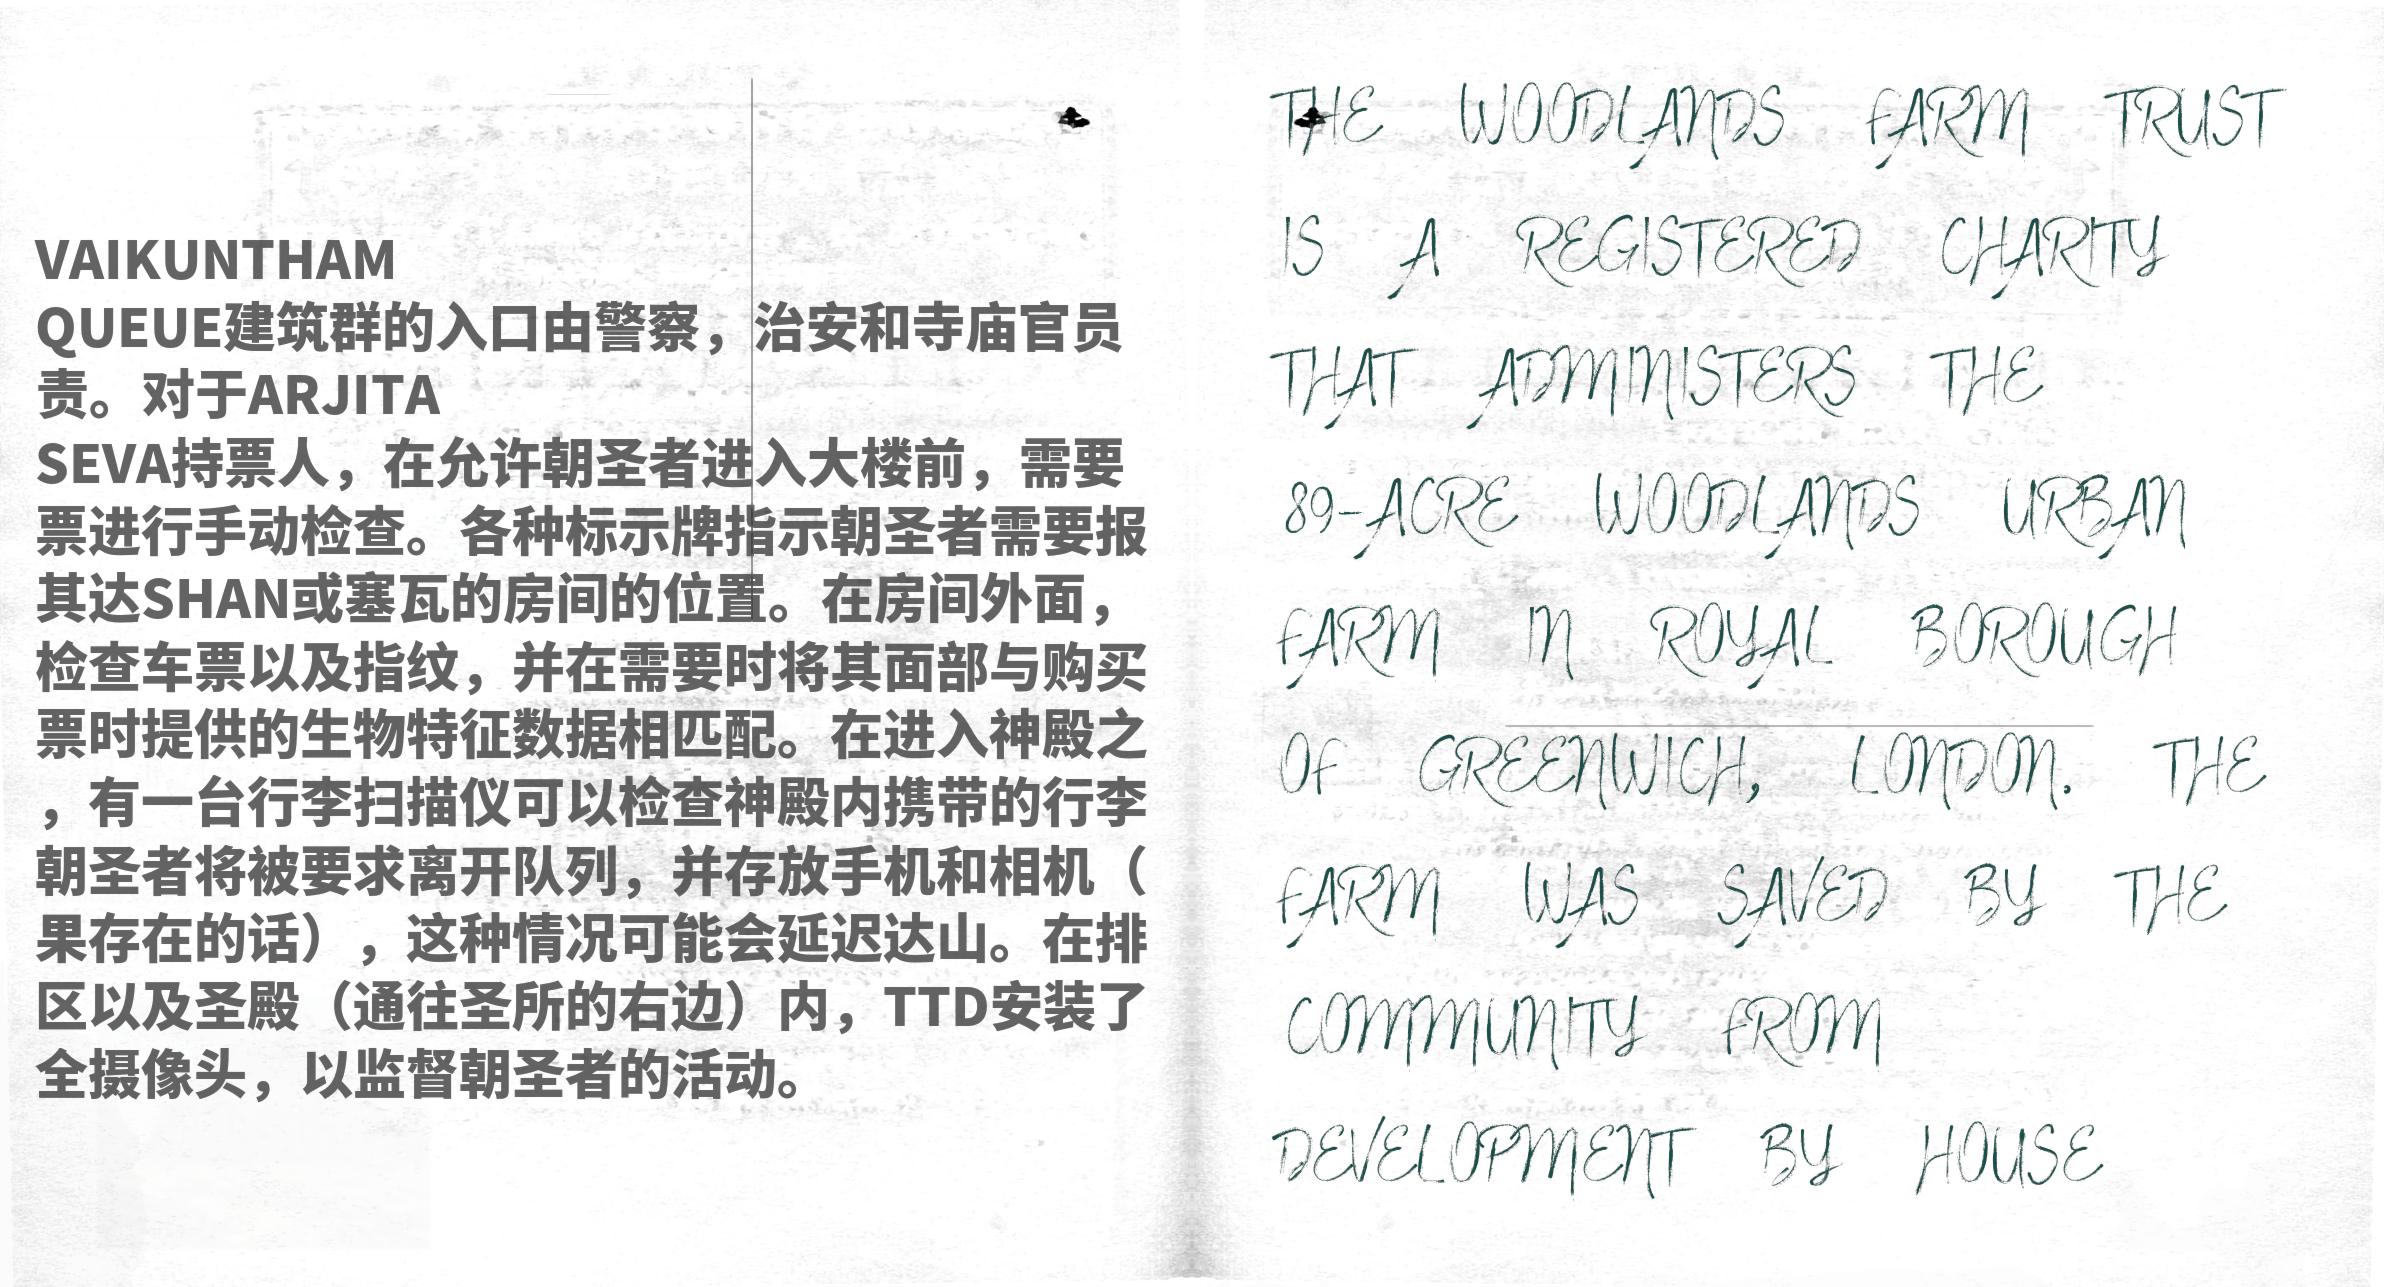 VAIKUNTHAM
QUEUE建筑群的入口由警察，治安和寺庙官员
责。对于ARJITA
SEVA持票人，在允许朝圣者进入大楼前，需要
票进行手动检查。各种标示牌指示朝圣者需要报
其达SHAN或塞瓦的房间的位置。在房间外面，
检查车票以及指纹，并在需要时将其面部与购买
票时提供的生物特征数据相匹配。在进入神殿之
，有一台行李扫描仪可以检查神殿内携带的行李
朝圣者将被要求离开队列，并存放手机和相机（
果存在的话），这种情况可能会延迟达山。在排
区以及圣殿（通往圣所的右边）内，TTD安装了
全摄像头，以监督朝圣者的活动。
THE WOODLANDS FARM TRUST
IS A REGISTERED CHARITY
THAT ADMINISTERS THE
89-ACRE WOODLANDS URBAN
FARM IN ROYAL BOROUGH
OF GREENWICH, LONDON. THE
FARM WAS SAVED BY THE
COMMUNITY FROM
DEVELOPMENT BY HOUSE